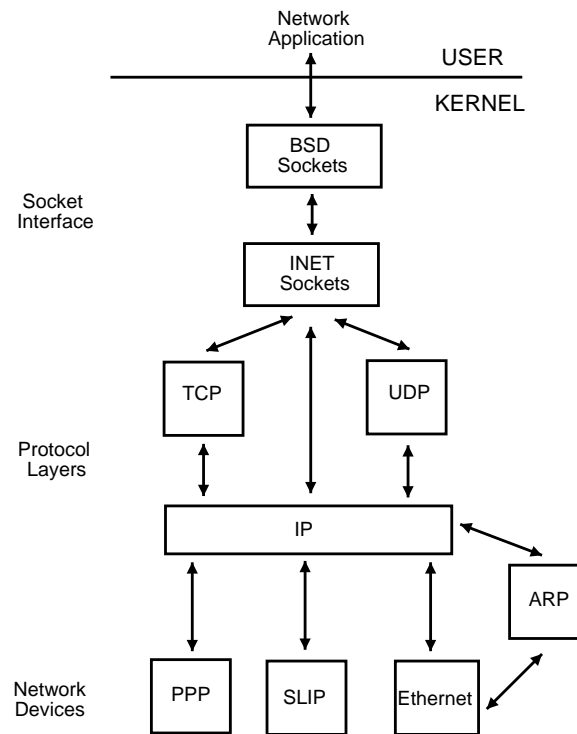 Network
Application
USER
KERNEL
BSD
Sockets
Socket
Interface
INET
Sockets
TCP
UDP
Protocol
Layers
IP
ARP
Network
Devices
PPP
SLIP
Ethernet